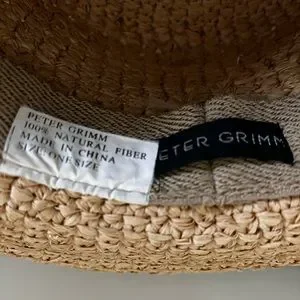 PETER GRIMM
100% NATURAL FIBER
MADE IN CHINA
SIZE:ONE SIZE
ETER GRIMM